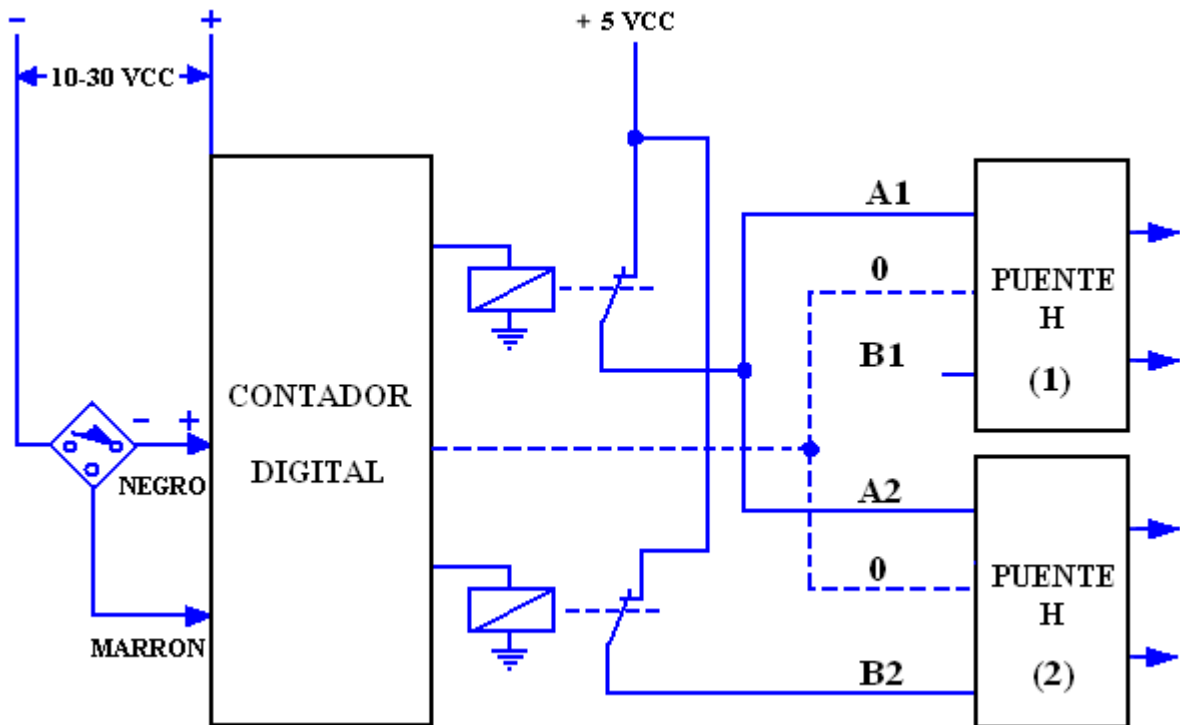 - +
+ 5 VCC
10-30 VCC
A1
0
PUENTE
H
B1
(1)
CONTADOR
- +
DIGITAL
NEGRO
A2
0
PUENTE
H
MARRON
B2
(2)